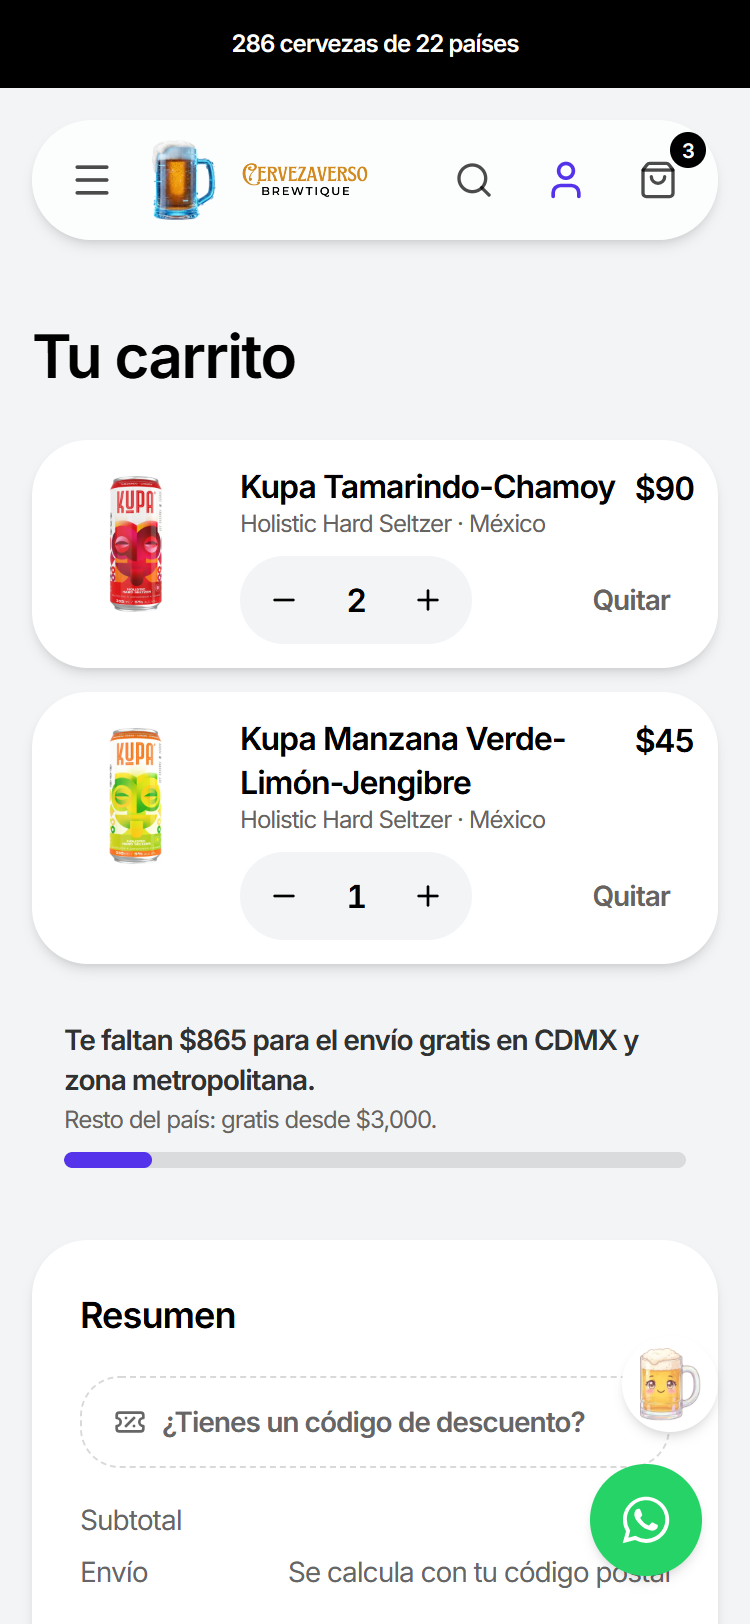 286 cervezas de 22 países
3
CERVEZAVERSO
BREWTIQUE
Tu carrito
KUPA
Kupa Tamarindo-Chamoy $90
Holistic Hard Seltzer · México
2
Quitar
KUPA
Kupa Manzana Verde- $45
Limón-Jengibre
Holistic Hard Seltzer · México
1
Quitar
Te faltan $865 para el envío gratis en CDMX y
zona metropolitana.
Resto del país: gratis desde $3,000.
Resumen
¿Tienes un código de descuento?
Subtotal
Envío Se calcula con tu código postal